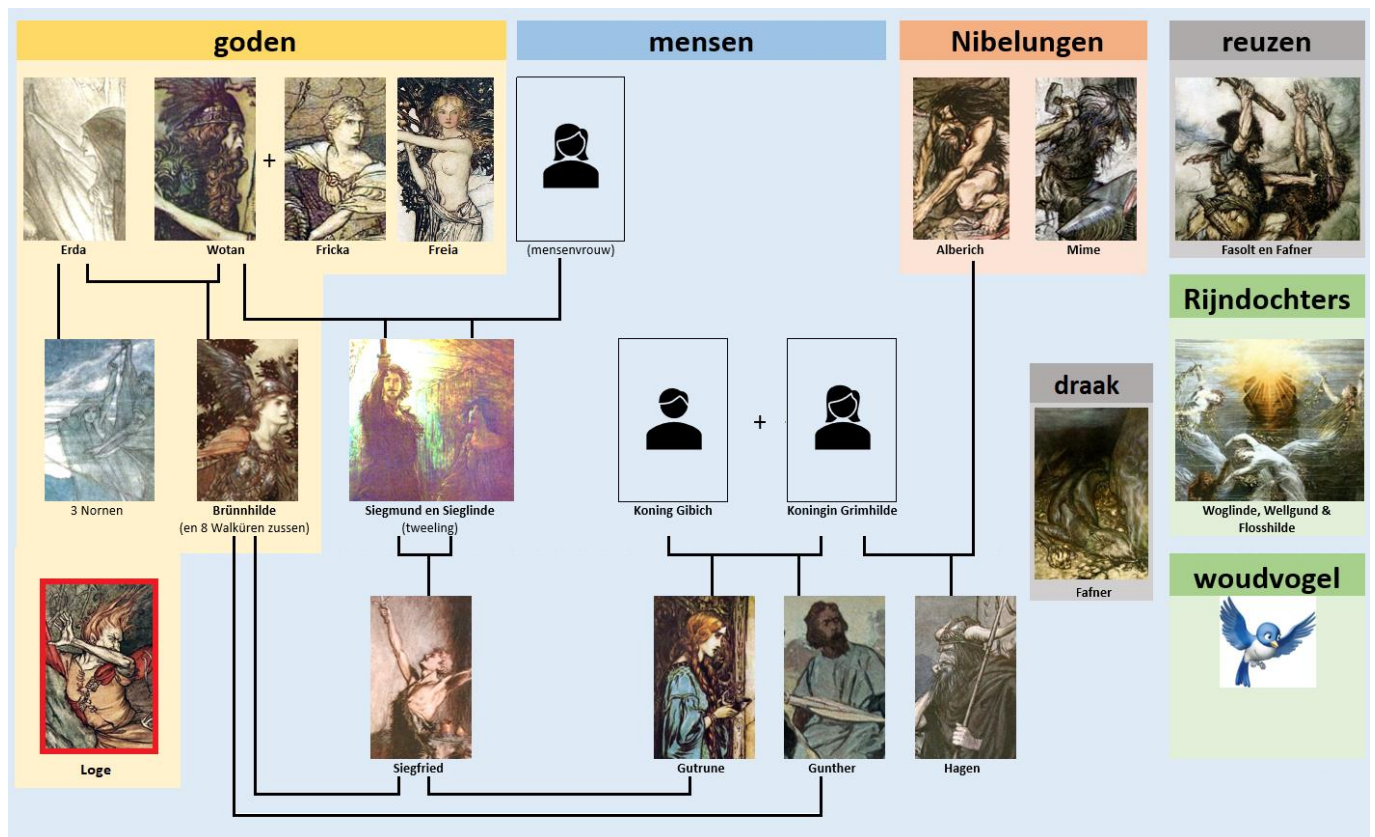 goden
mensen
Nibelungen
reuzen
+
Erda
Wotan
Fricka
Freia
(mensenvrouw)
Alberich
Mime
Fasolt en Fafner
Rijndochters
draak
+
3 Nornen
Brünnhilde
(en 8 Walküren zussen)
Siegmund en Sieglinde
(tweeling)
Koning Gibich
Koningin Grimhilde
Woglinde, Wellgund &
Flosshilde
woudvogel
Fafner
Loge
Siegfried
Gutrune
Gunther
Hagen